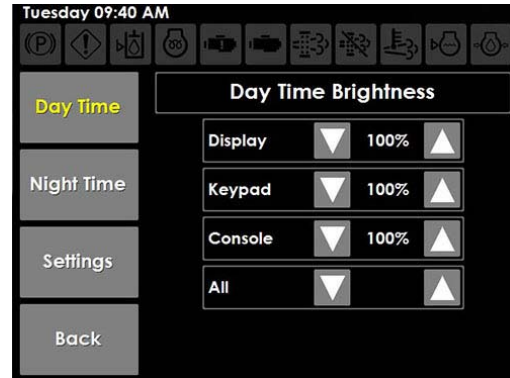 Tuesday 09:40 AM
(P)
Day Time
Day Time Brightness
Display 100%
Keypad 100%
Night Time
Console 100%
Settings
All
Back